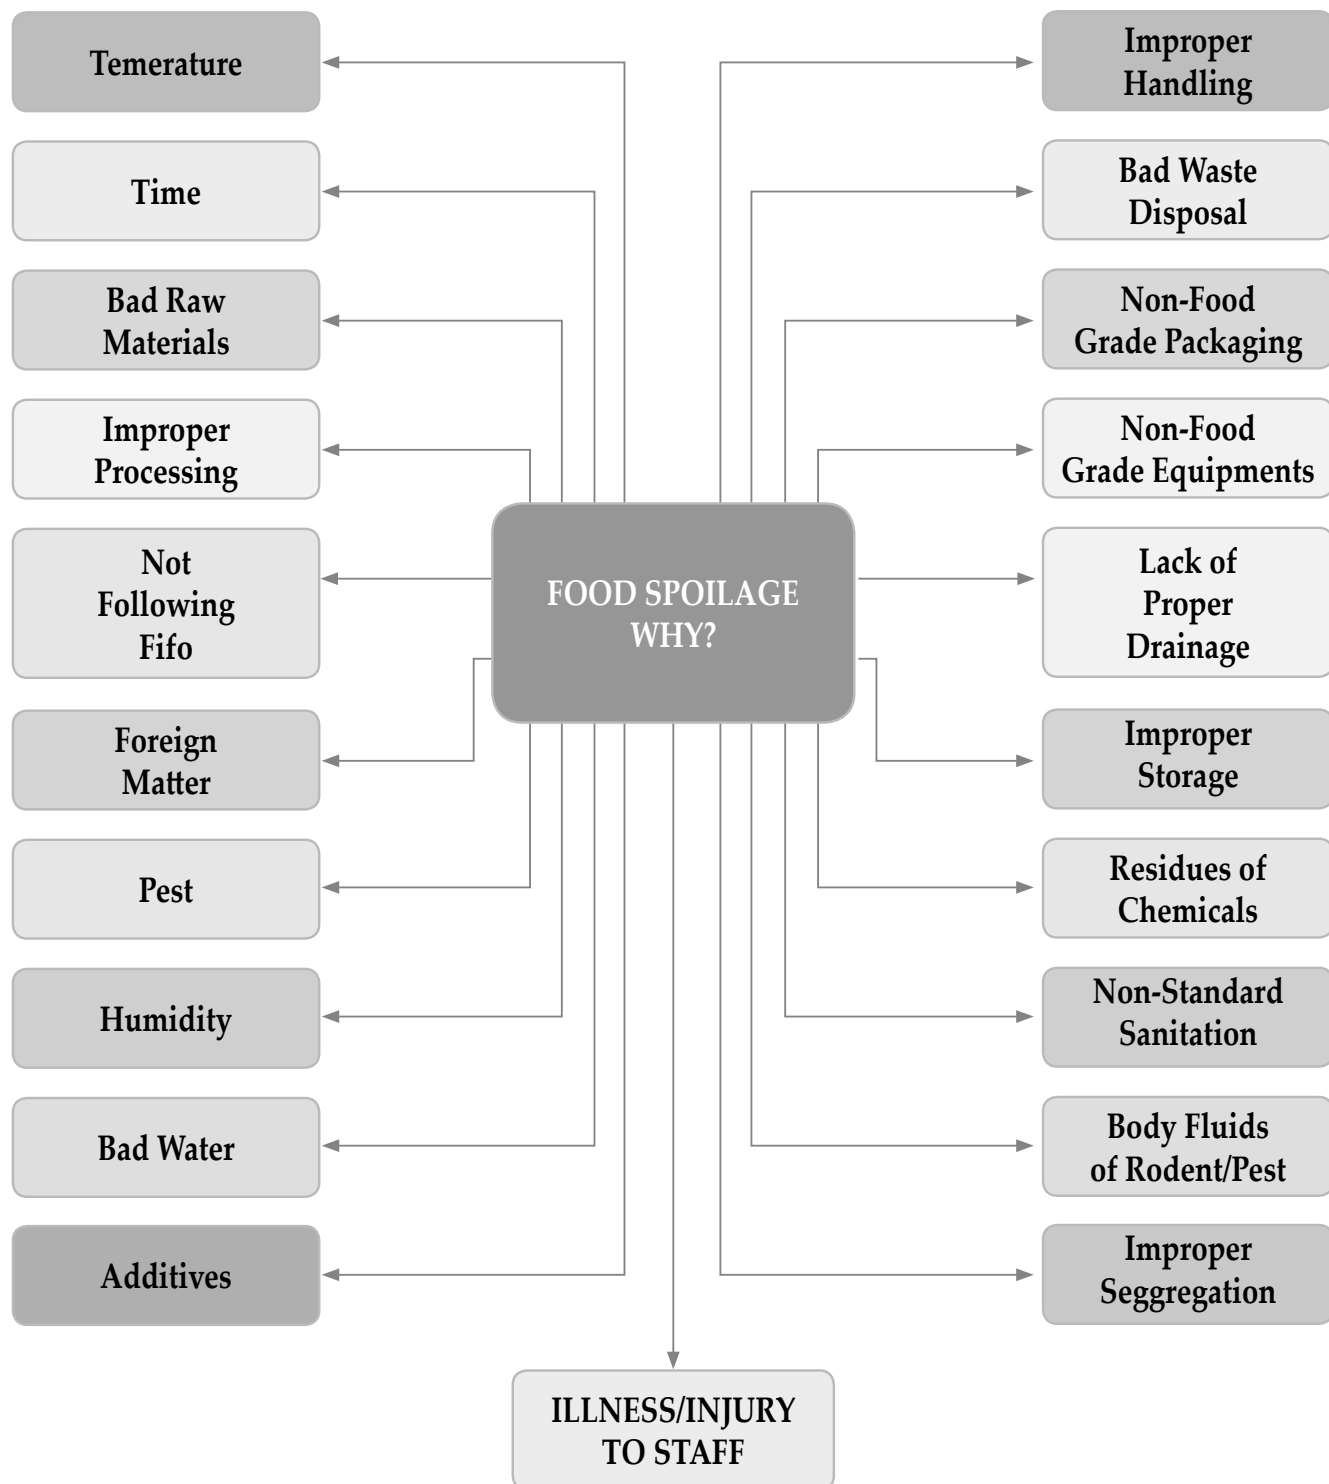 Temerature
Time
Bad Raw
Materials
Improper
Processing
Not
Following
Fifo
Foreign
Matter
Pest
Humidity
Bad Water
Additives
FOOD SPOILAGE
WHY?
ILLNESS/INJURY
TO STAFF
Improper
Handling
Bad Waste
Disposal
Non-Food
Grade Packaging
Non-Food
Grade Equipments
Lack of
Proper
Drainage
Improper
Storage
Residues of
Chemicals
Non-Standard
Sanitation
Body Fluids
of Rodent/Pest
Improper
Seggregation